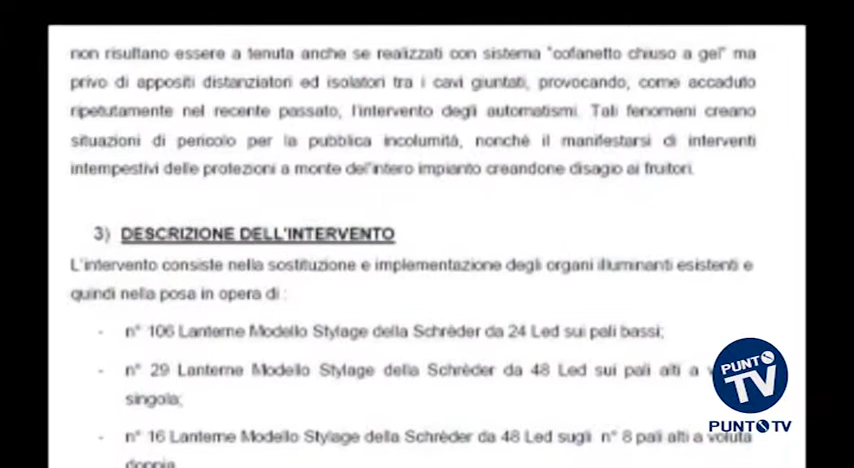 non risultano essere a tenuta anche se realizzati con sistema "cofanetto chiuso a gel" ma
privo di appositi distanziatori ed isolatori tra i cavi giuntati, provocando, come accaduto
ripetutamente nel recente passato, l'intervento degli automatismi. Tali fenomeni creano
situazioni di pericolo per la pubblica incolumità, nonché il manifestarsi di interventi
intempestivi delle protezioni a monte dell'intero impianto creandone disagio ai fruitori.
3) DESCRIZIONE DELL'INTERVENTO
L'intervento consiste nella sostituzione e implementazione degli organi illuminanti esistenti e
quindi nella posa in opera di :
- n° 106 Lanterne Modello Stylage della Schrèder da 24 Led sui pali bassi;
- n° 29 Lanterne Modello Stylage della Schrèder da 48 Led sui pali alti a
singola;
- n° 16 Lanterne Modello Stylage della Schrèder da 48 Led sugli n° 8 pali alti a voluta
doppia
PUNTO
TV
PUNTO TV